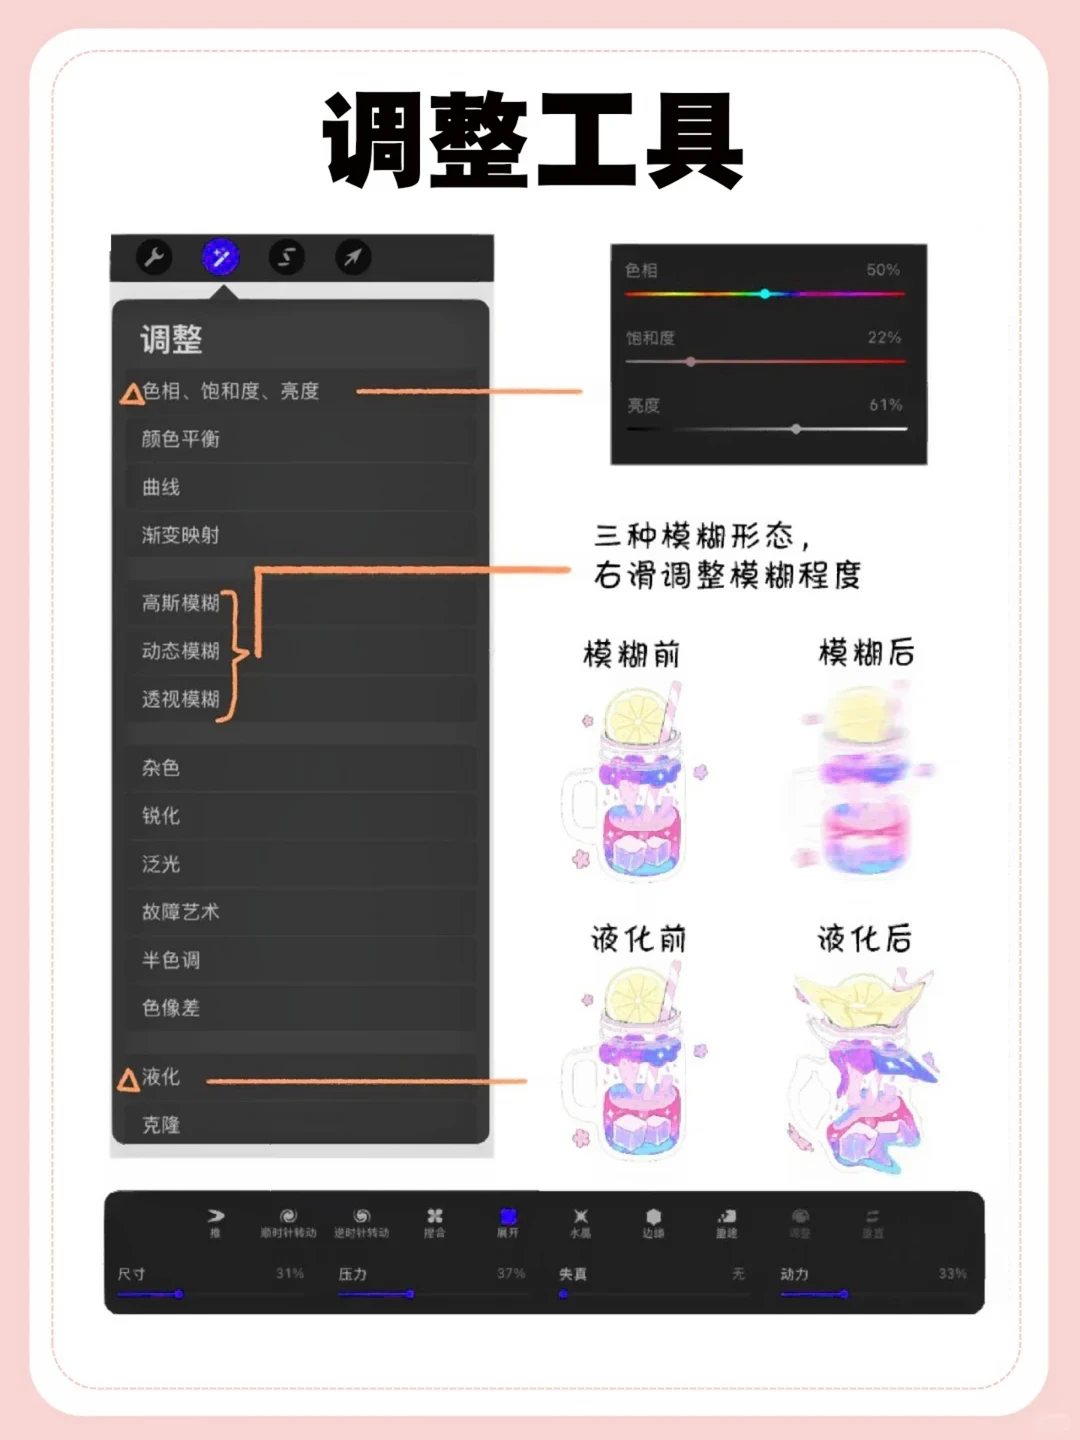 调整工具
调整
色相、饱和度、亮度
颜色平衡
曲线
渐变映射
高斯模糊
动态模糊
透视模糊
杂色
锐化
泛光
故障艺术
半色调
色像差
液化
克隆
色相 50%
饱和度 22%
亮度 61%
三种模糊形态，
右滑调整模糊程度
模糊前 模糊后
液化前 液化后
推 顺时针转动 逆时针转动 捏合 展开 水晶 边缘 重建 调整 重置
尺寸 31% 压力 37% 失真 无 动力 33%